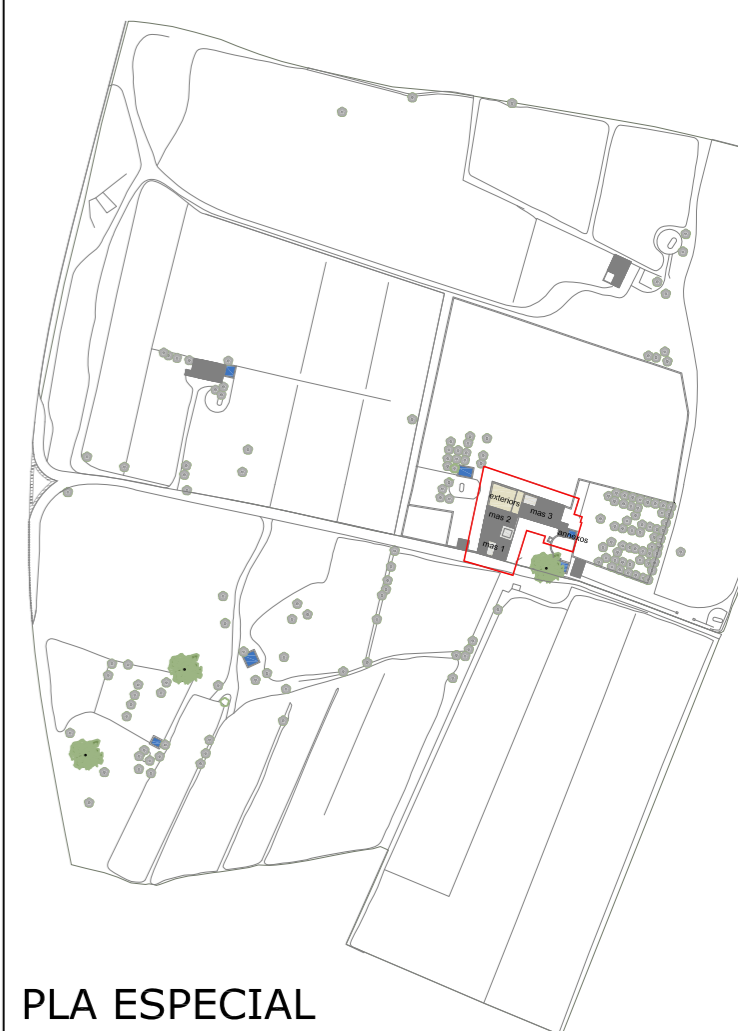 exteriors
mas 3
mas 2
annexos
mas 1
PLA ESPECIAL